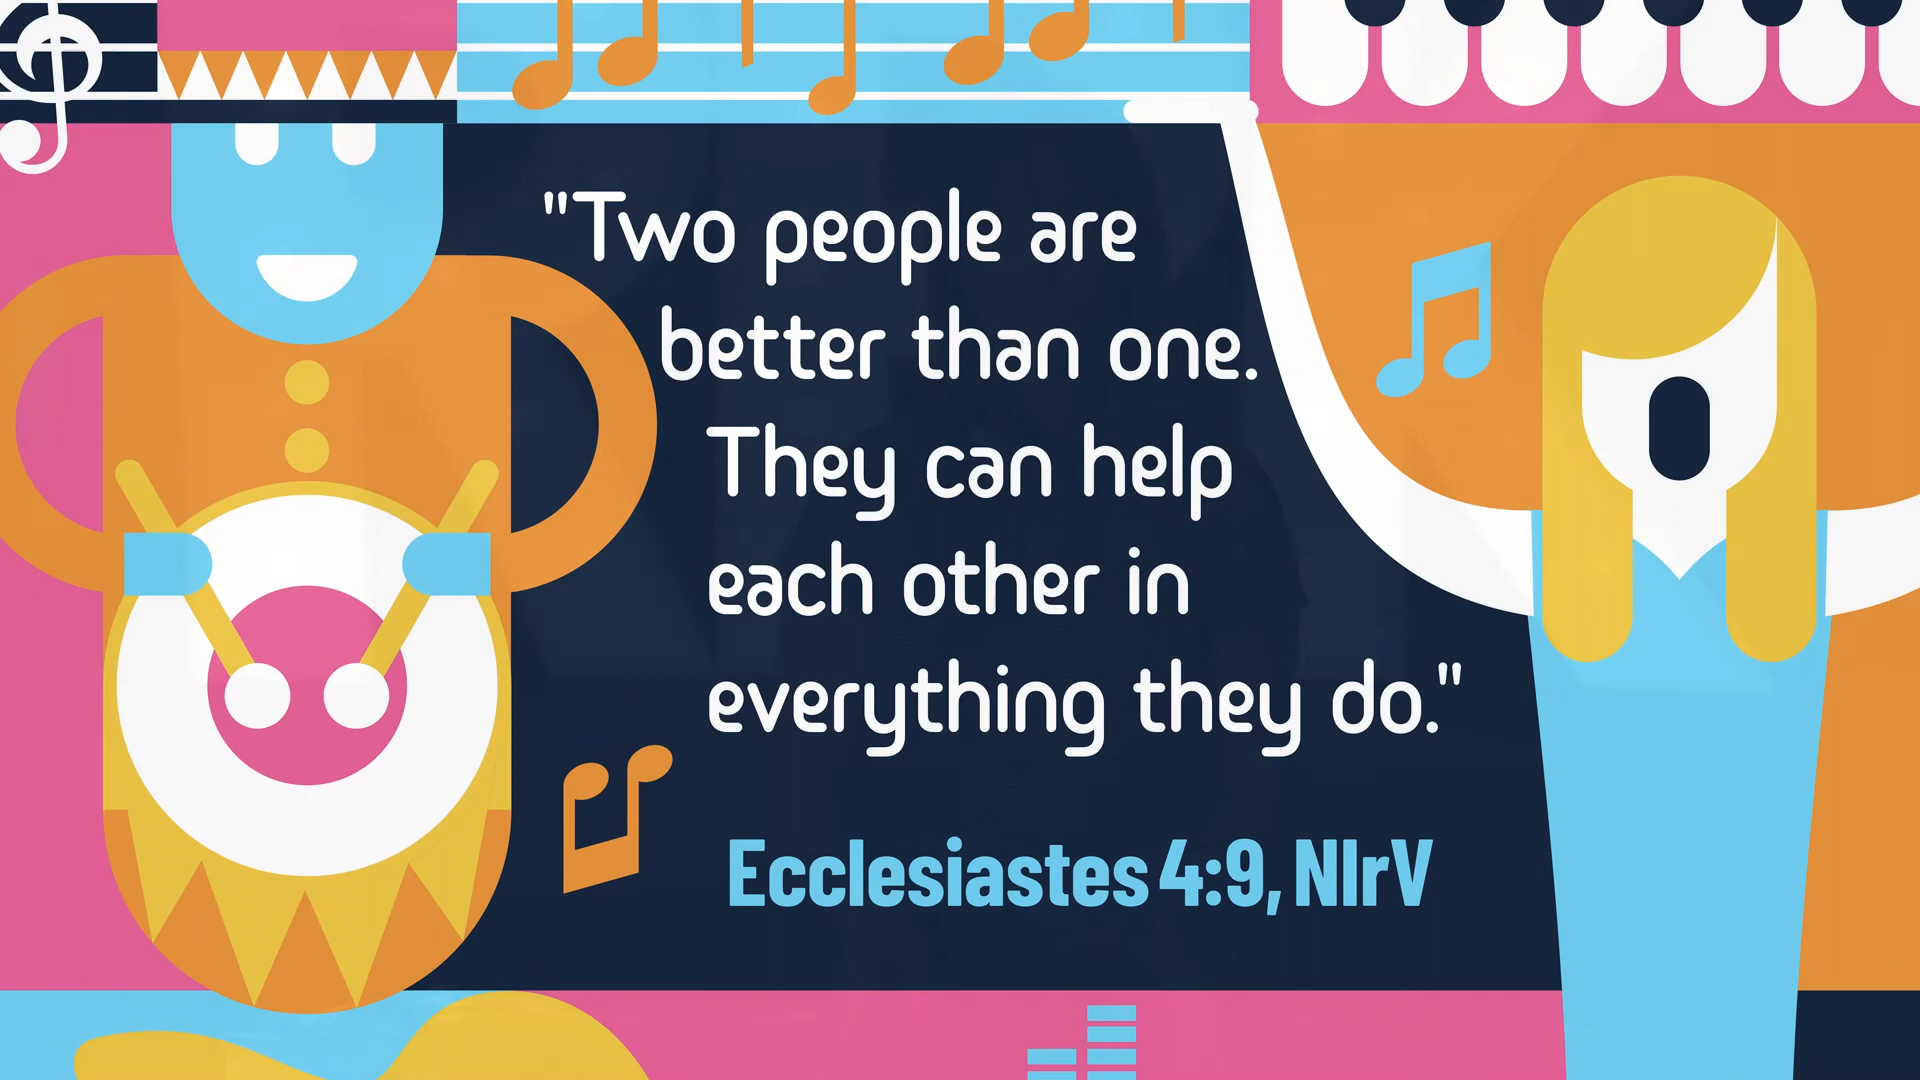 "Two people are
better than one.
They can help
each other in
everything they do."
Ecclesiastes 4:9, NIrV